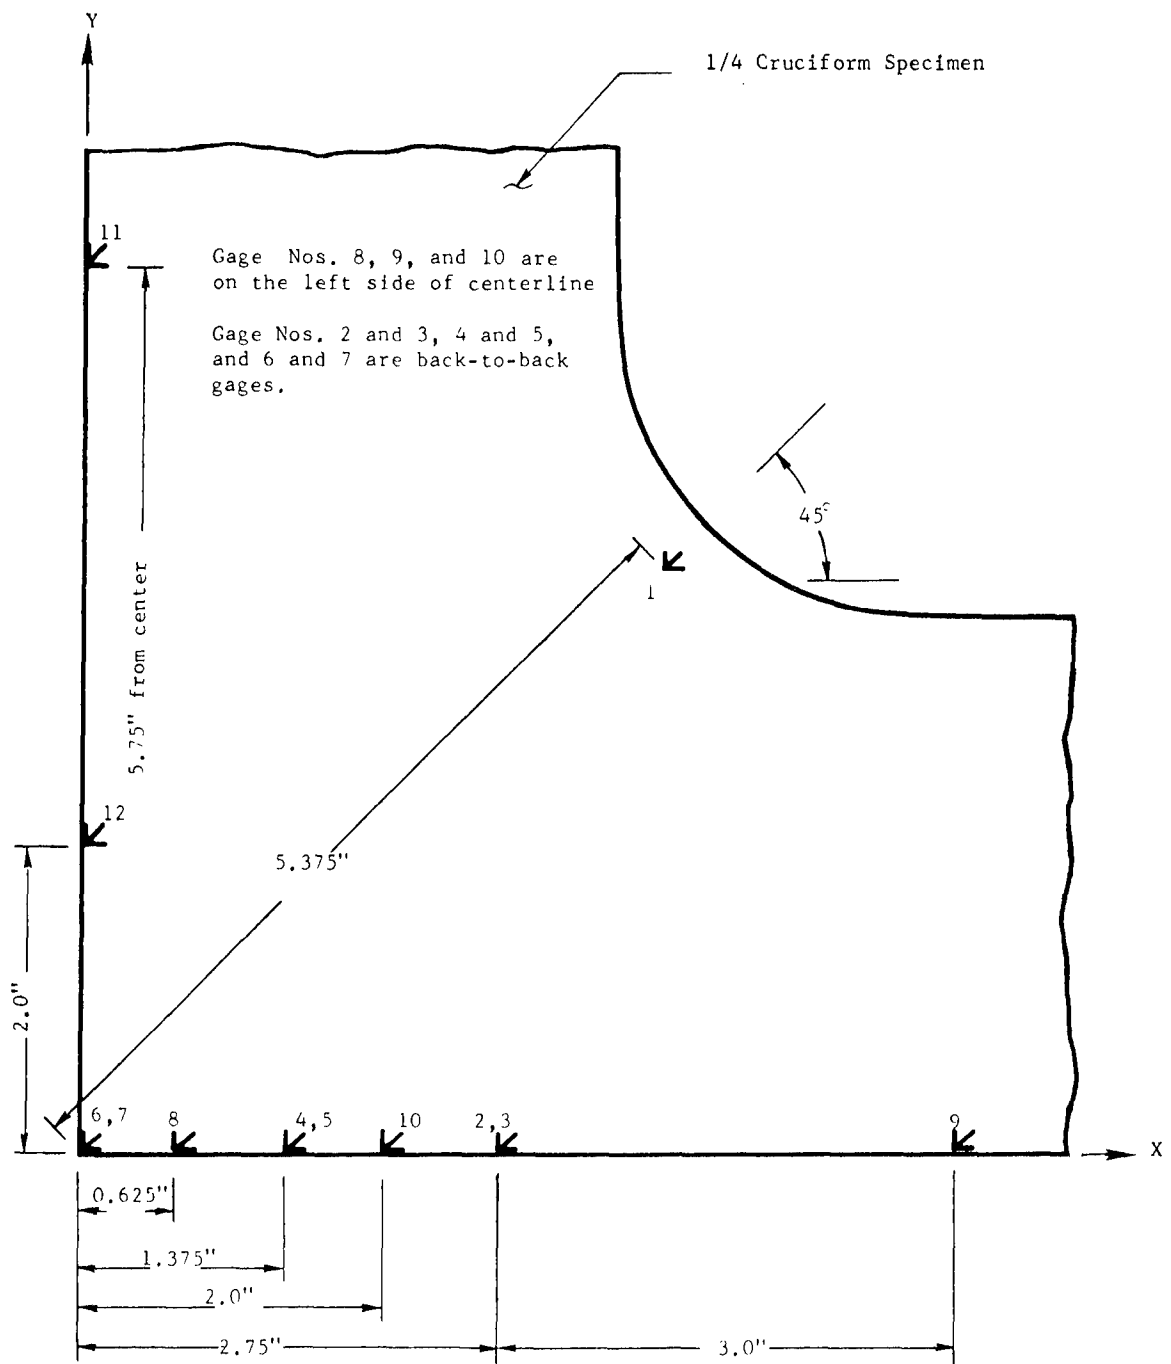 Y
1/4 Cruciform Specimen
11
Gage Nos. 8, 9, and 10 are
on the left side of centerline
Gage Nos. 2 and 3, 4 and 5,
and 6 and 7 are back-to-back
gages.
45°
1
5.75" from center
12
5.375"
2.0"
6,7
8
4,5
10
2,3
9
X
0.625"
1.375"
2.0"
2.75"
3.0"